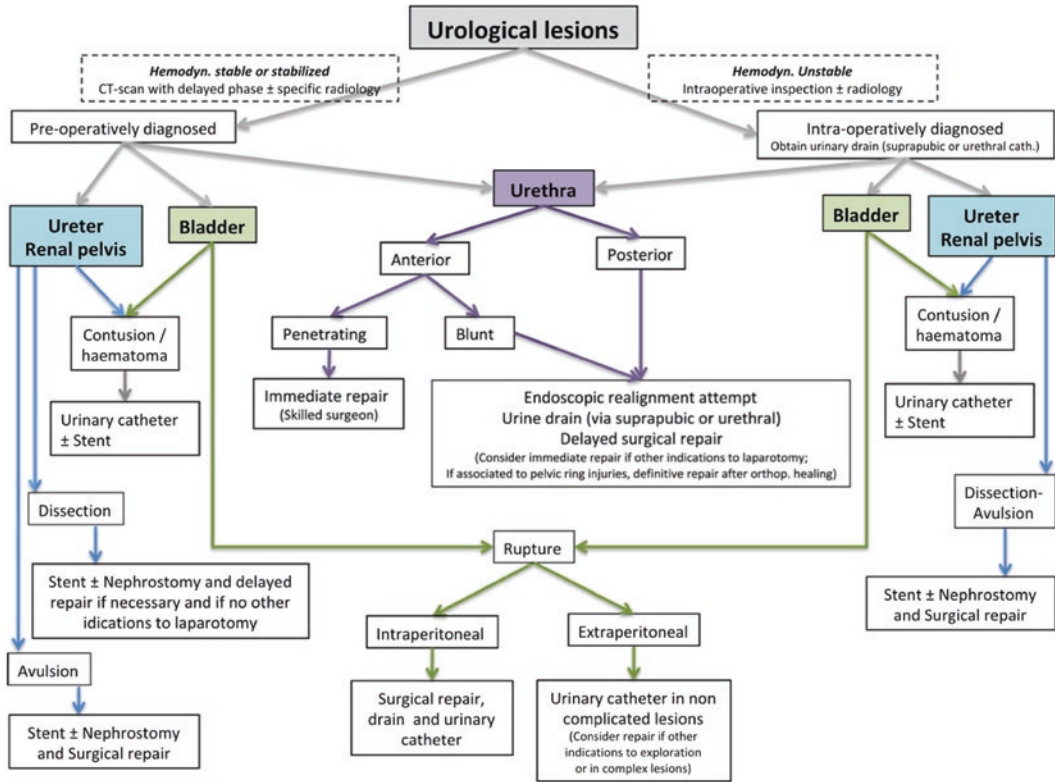 Urological lesions
Hemodyn. stable or stabilized
CT-scan with delayed phase ± specific radiology
Hemodyn. Unstable
Intraoperative inspection ± radiology
Pre-operatively diagnosed
Intra-operatively diagnosed
Obtain urinary drain (suprapubic or urethral cath.)
Ureter
Renal pelvis
Bladder
Urethra
Bladder
Ureter
Renal pelvis
Anterior
Posterior
Contusion /
haematoma
Penetrating
Blunt
Contusion /
haematoma
Urinary catheter
± Stent
Immediate repair
(Skilled surgeon)
Endoscopic realignment attempt
Urine drain (via suprapubic or urethral)
Delayed surgical repair
(Consider immediate repair if other indications to laparotomy;
If associated to pelvic ring injuries, definitive repair after orthop. healing)
Urinary catheter
± Stent
Dissection
Dissection-
Avulsion
Rupture
Stent ± Nephrostomy and delayed
repair if necessary and if no other
idications to laparotomy
Stent ± Nephrostomy
and Surgical repair
Intraperitoneal
Extraperitoneal
Avulsion
Surgical repair,
drain and urinary
catheter
Urinary catheter in non
complicated lesions
(Consider repair if other
indications to exploration
or in complex lesions)
Stent ± Nephrostomy
and Surgical repair